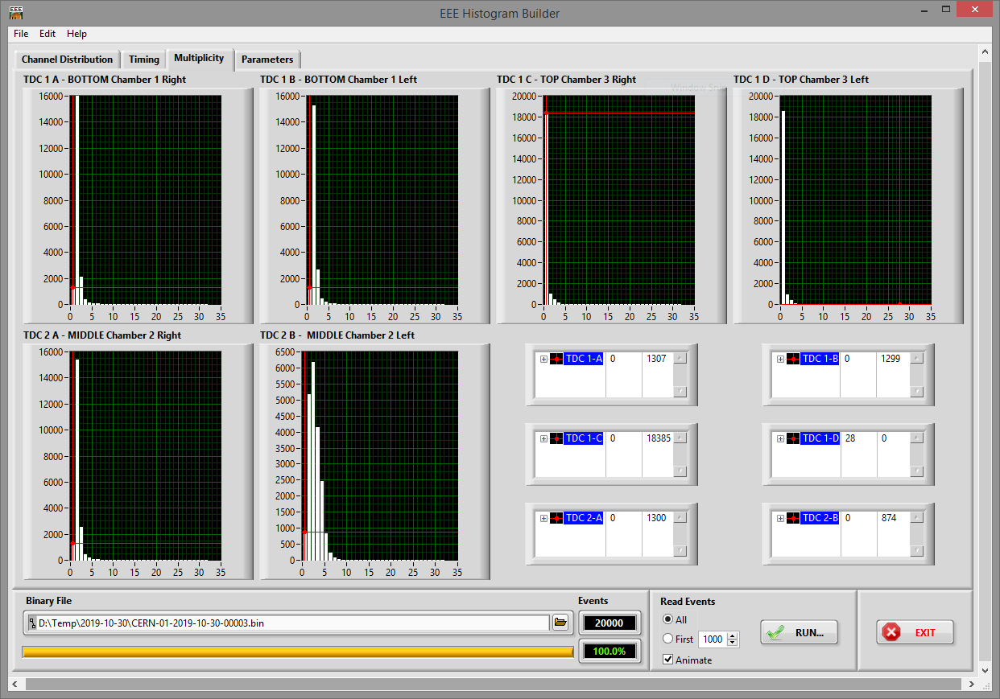 EEE
EEE Histogram Builder
File Edit Help
Channel Distribution Timing Multiplicity Parameters
TDC 1 A - BOTTOM Chamber 1 Right
16000
14000
12000
10000
8000
6000
4000
2000
0
0 5 10 15 20 25 30 35
TDC 1 B - BOTTOM Chamber 1 Left
16000
14000
12000
10000
8000
6000
4000
2000
0
0 5 10 15 20 25 30 35
TDC 1 C - TOP Chamber 3 Right
20000
18000
16000
14000
12000
10000
8000
6000
4000
2000
0
0 5 10 15 20 25 30 35
TDC 1 D - TOP Chamber 3 Left
20000
18000
16000
14000
12000
10000
8000
6000
4000
2000
0
0 5 10 15 20 25 30 35
TDC 2 A - MIDDLE Chamber 2 Right
16000
14000
12000
10000
8000
6000
4000
2000
0
0 5 10 15 20 25 30 35
TDC 2 B - MIDDLE Chamber 2 Left
6500
6000
5500
5000
4500
4000
3500
3000
2500
2000
1500
1000
500
0
0 5 10 15 20 25 30 35
TDC 1-A 0 1307
TDC 1-B 0 1299
TDC 1-C 0 18385
TDC 1-D 28 0
TDC 2-A 0 1300
TDC 2-B 0 874
Binary File
D:\Temp\2019-10-30\CERN-01-2019-10-30-00003.bin
Events
20000
100.0%
Read Events
All
First 1000
Animate
RUN...
EXIT